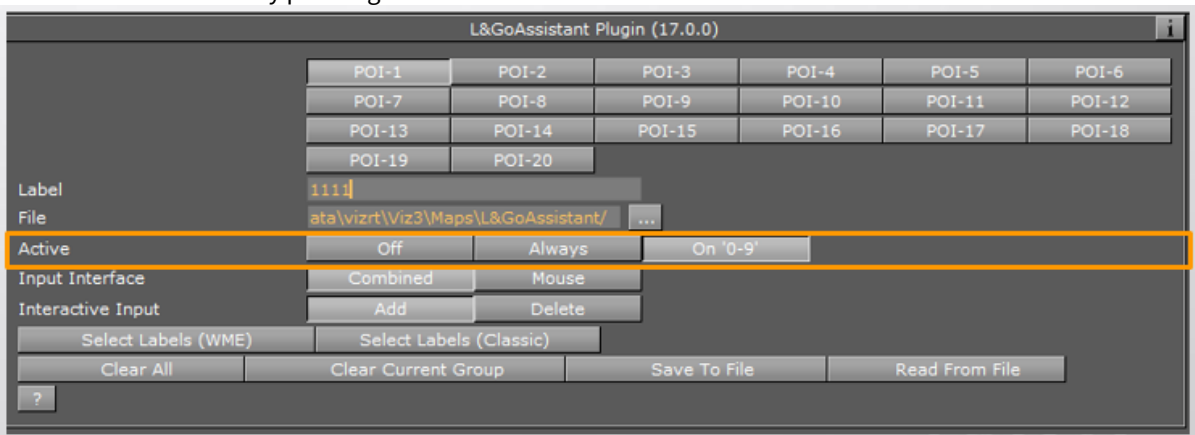 L&GoAssistant Plugin (17.0.0) i
POI-1 POI-2 POI-3 POI-4 POI-5 POI-6
POI-7 POI-8 POI-9 POI-10 POI-11 POI-12
POI-13 POI-14 POI-15 POI-16 POI-17 POI-18
POI-19 POI-20
Label 1111
File ata\vizrt\Viz3\Maps\L&GoAssistant/ ...
Active Off Always On '0-9'
Input Interface Combined Mouse
Interactive Input Add Delete
Select Labels (WME) Select Labels (Classic)
Clear All Clear Current Group Save To File Read From File
?